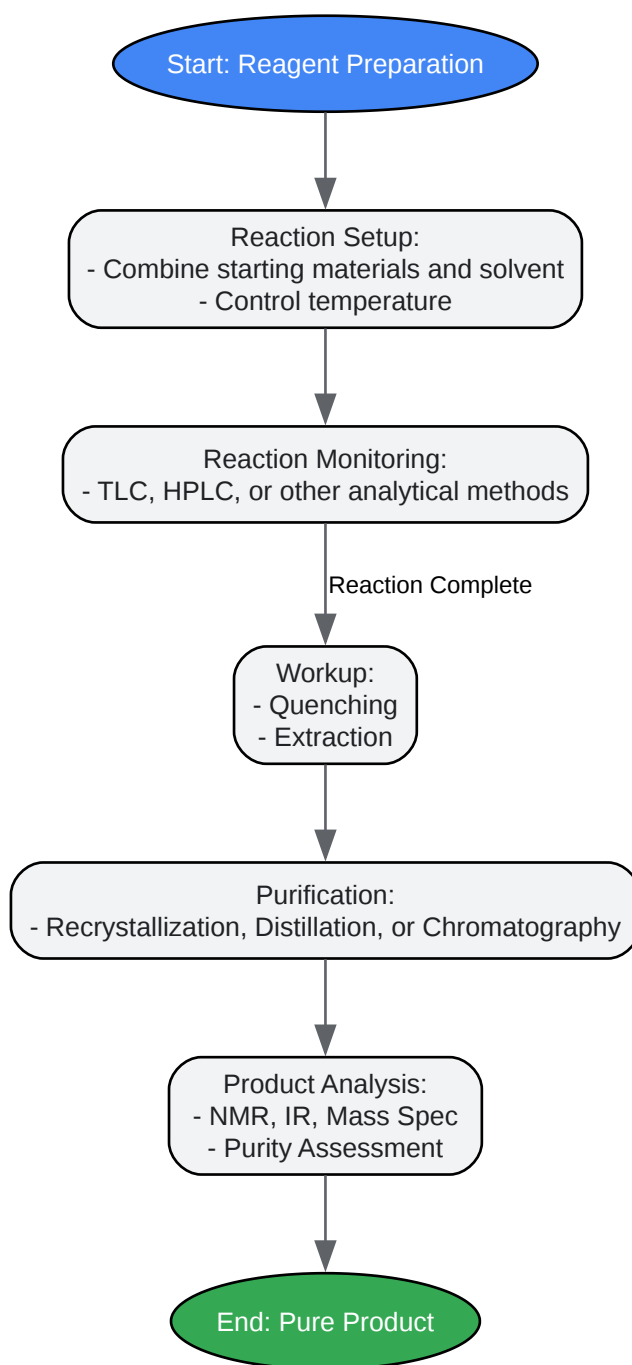 Start: Reagent Preparation
Reaction Setup:
- Combine starting materials and solvent
- Control temperature
Reaction Monitoring:
- TLC, HPLC, or other analytical methods
Reaction Complete
Workup:
- Quenching
- Extraction
Purification:
- Recrystallization, Distillation, or Chromatography
Product Analysis:
- NMR, IR, Mass Spec
- Purity Assessment
End: Pure Product